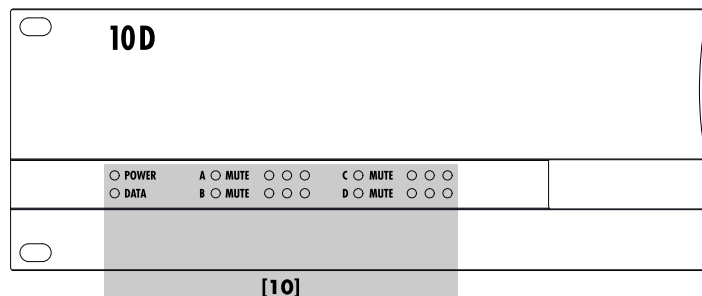 10D
POWER A MUTE C MUTE
DATA B MUTE D MUTE
[10]